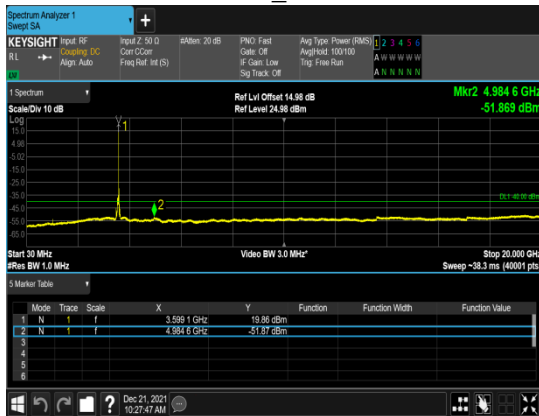 Spectrum Analyzer 1
Swept SA
+
KEYSIGHT Input: RF Input Z: 50 Ω #Atten: 20 dB PNO: Fast Avg Type: Power (RMS) 1 2 3 4 5 6
RL Coupling: DC Corr CCorr Gate: Off Avg|Hold: 100/100 A W W W W W
Align: Auto Freq Ref: Int (S) IF Gain: Low Trig: Free Run
Sig Track: Off A N N N N N
1 Spectrum Ref Lvl Offset 14.98 dB Mkr2 4.984 6 GHz
Scale/Div 10 dB Ref Level 24.98 dBm -51.869 dBm
Log
15.0
4.98
-5.02
-15.0
-25.0
-35.0
-45.0
-55.0
-65.0
1
2
DL1 -40.00 dBm
Start 30 MHz Video BW 3.0 MHz* Stop 20.000 GHz
#Res BW 1.0 MHz Sweep ~38.3 ms (40001 pts
5 Marker Table
Mode Trace Scale X Y Function Function Width Function Value
1 N 1 f 3.599 1 GHz 19.86 dBm
2 N 1 f 4.984 6 GHz -51.87 dBm
3
4
5
6
? Dec 21, 2021
10:27:47 AM